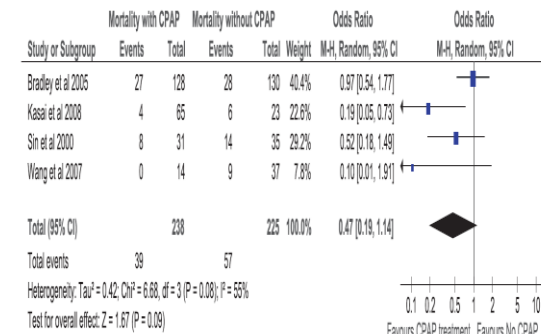 Mortality with CPAP Mortality without CPAP Odds Ratio Odds Ratio
Study or Subgroup Events Total Events Total Weight M-H, Random, 95% CI M-H, Random, 95% CI
Bradley et al 2005 27 128 28 130 40.4% 0.97 [0.54, 1.77]
Kasai et al 2008 4 65 6 23 22.6% 0.19 [0.05, 0.73]
Sin et al 2000 8 31 14 35 29.2% 0.52 [0.18, 1.49]
Wang et al 2007 0 14 9 37 7.8% 0.10 [0.01, 1.91]
Total (95% CI) 238 225 100.0% 0.47 [0.19, 1.14]
Total events 39 57
Heterogeneity: Tau² = 0.42; Chi² = 6.68, df = 3 (P = 0.08); I² = 55%
Test for overall effect: Z = 1.67 (P = 0.09)
0.1 0.2 0.5 1 2 5 10
Favours CPAP treatment Favours No CPAP